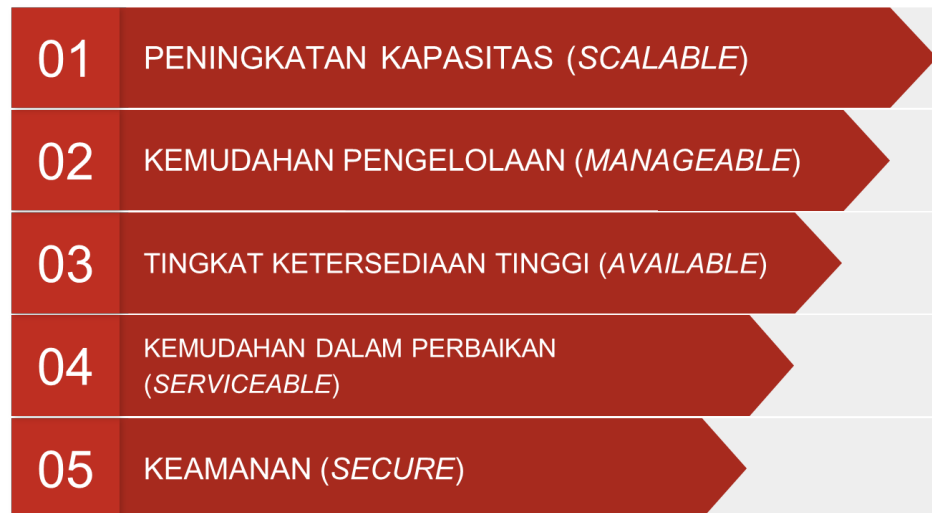 01
PENINGKATAN KAPASITAS (SCALABLE)
02
KEMUDAHAN PENGELOLAAN (MANAGEABLE)
03
TINGKAT KETERSEDIAAN TINGGI (AVAILABLE)
04
KEMUDAHAN DALAM PERBAIKAN
(SERVICEABLE)
05
KEAMANAN (SECURE)